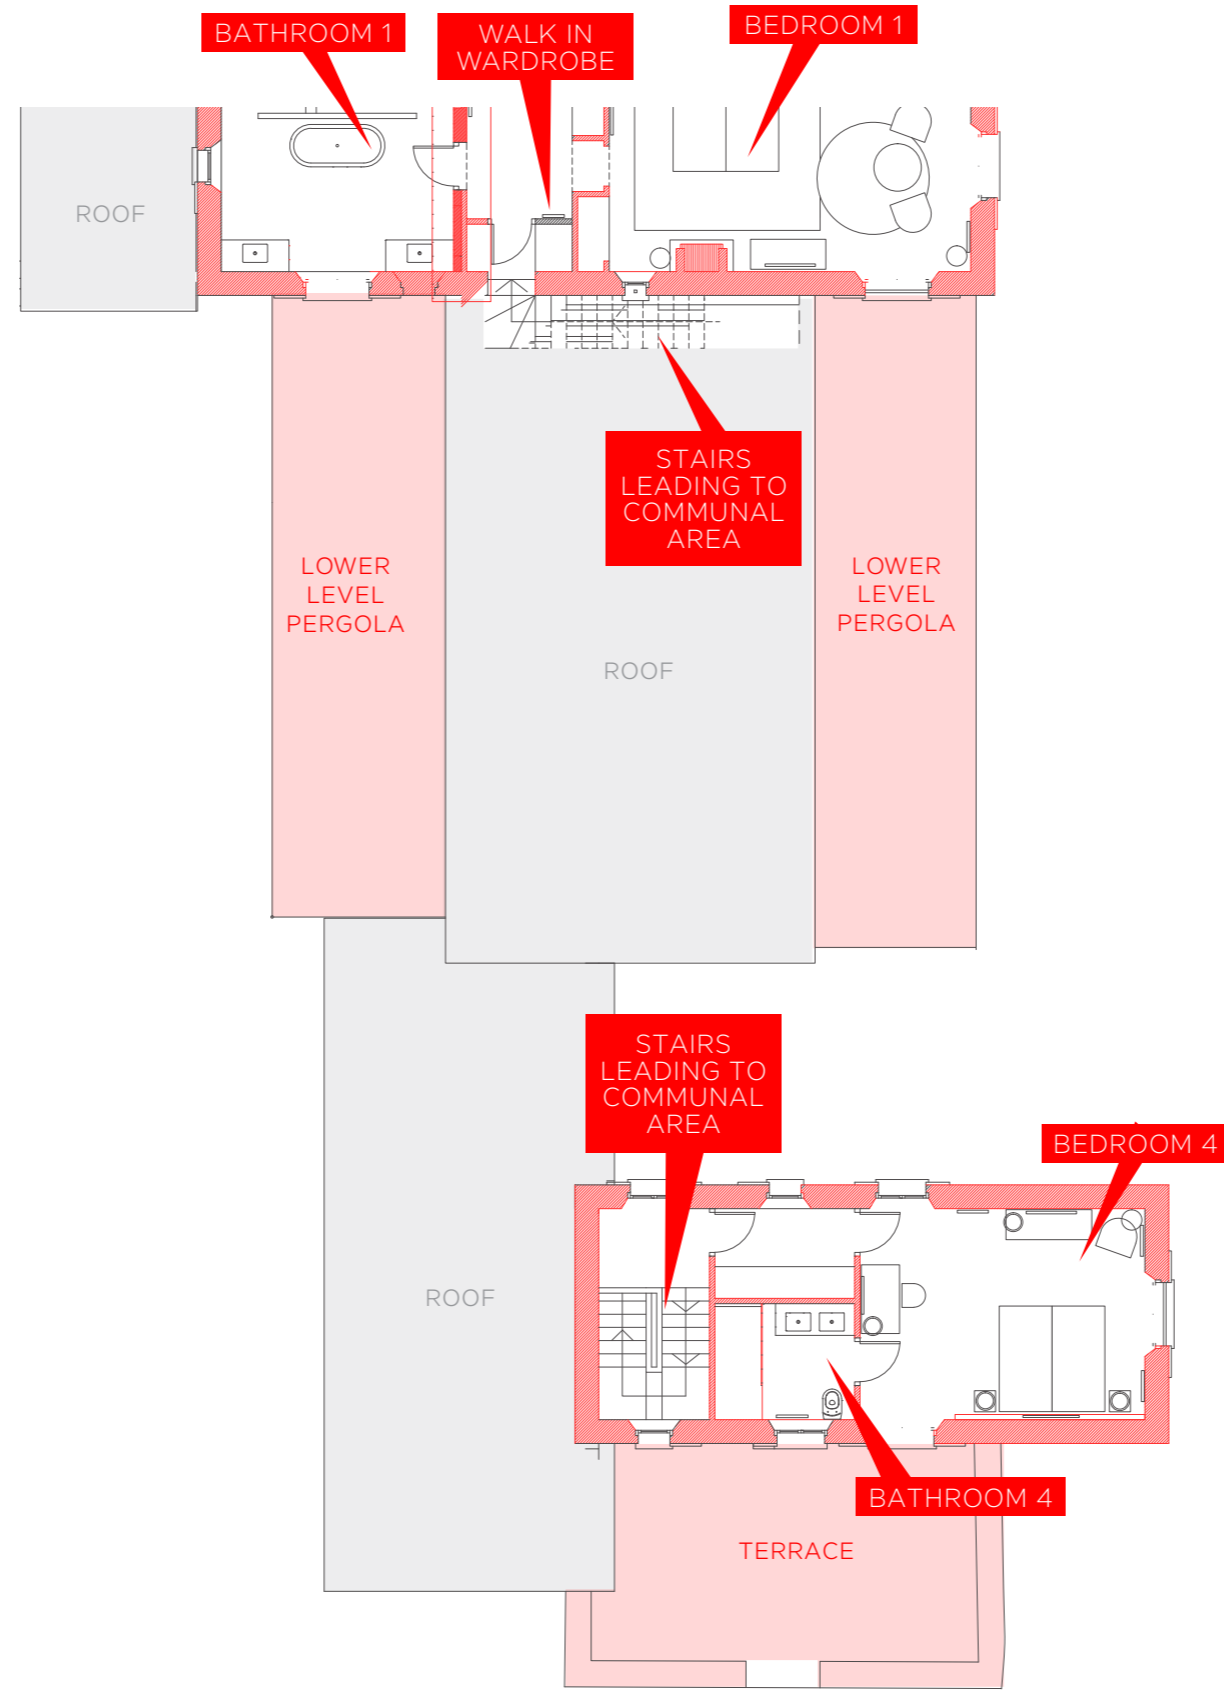 BATHROOM 1
WALK IN
WARDROBE
BEDROOM 1
ROOF
STAIRS
LEADING TO
COMMUNAL
AREA
LOWER
LEVEL
PERGOLA
LOWER
LEVEL
PERGOLA
ROOF
STAIRS
LEADING TO
COMMUNAL
AREA
BEDROOM 4
ROOF
BATHROOM 4
TERRACE